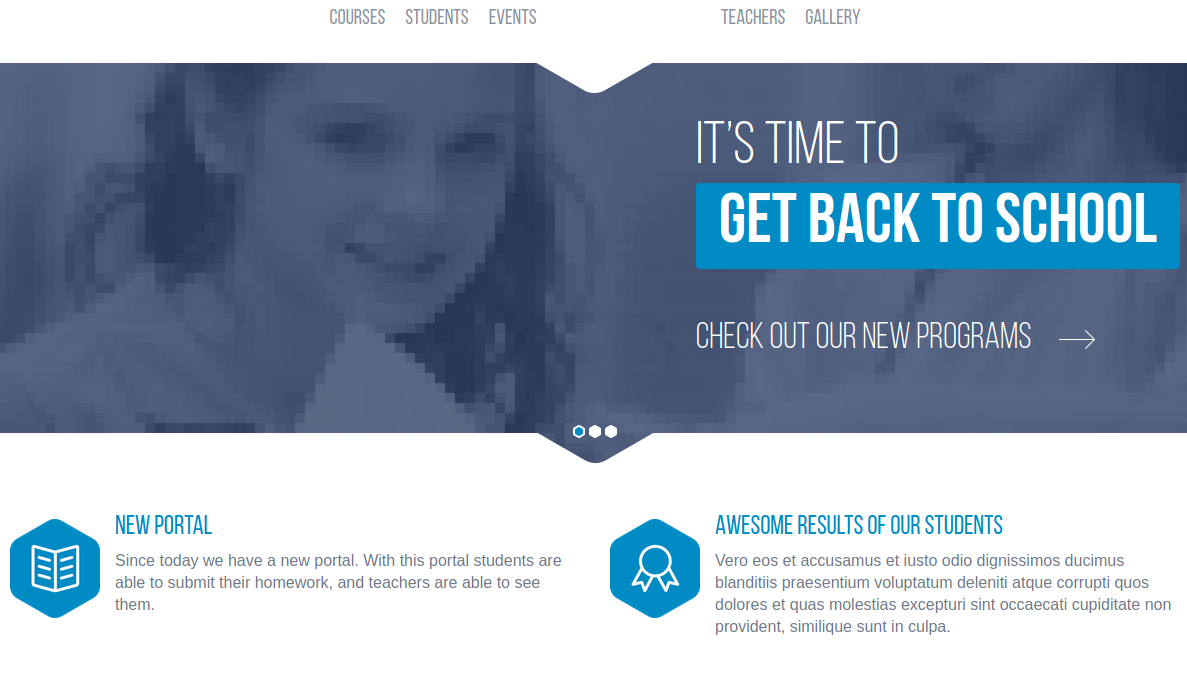 COURSES STUDENTS EVENTS TEACHERS GALLERY
IT'S TIME TO
GET BACK TO SCHOOL
CHECK OUT OUR NEW PROGRAMS
NEW PORTAL
Since today we have a new portal. With this portal students are
able to submit their homework, and teachers are able to see
them.
AWESOME RESULTS OF OUR STUDENTS
Vero eos et accusamus et iusto odio dignissimos ducimus
blanditiis praesentium voluptatum deleniti atque corrupti quos
dolores et quas molestias excepturi sint occaecati cupiditate non
provident, similique sunt in culpa.